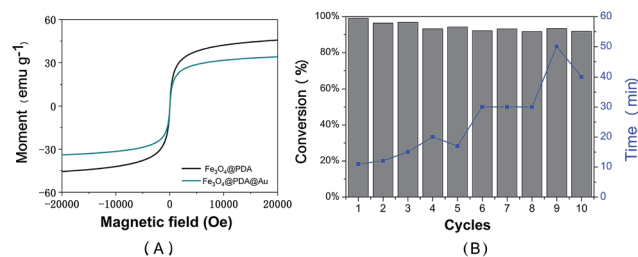 60
30
0
-30
-60
Moment (emu g⁻¹)
Fe₃O₄@PDA
Fe₃O₄@PDA@Au
-20000 -10000 0 10000 20000
Magnetic field (Oe)
(A)
100%
80%
60%
40%
20%
0%
Conversion (%)
60
50
40
30
20
10
0
Time (min)
1 2 3 4 5 6 7 8 9 10
Cycles
(B)